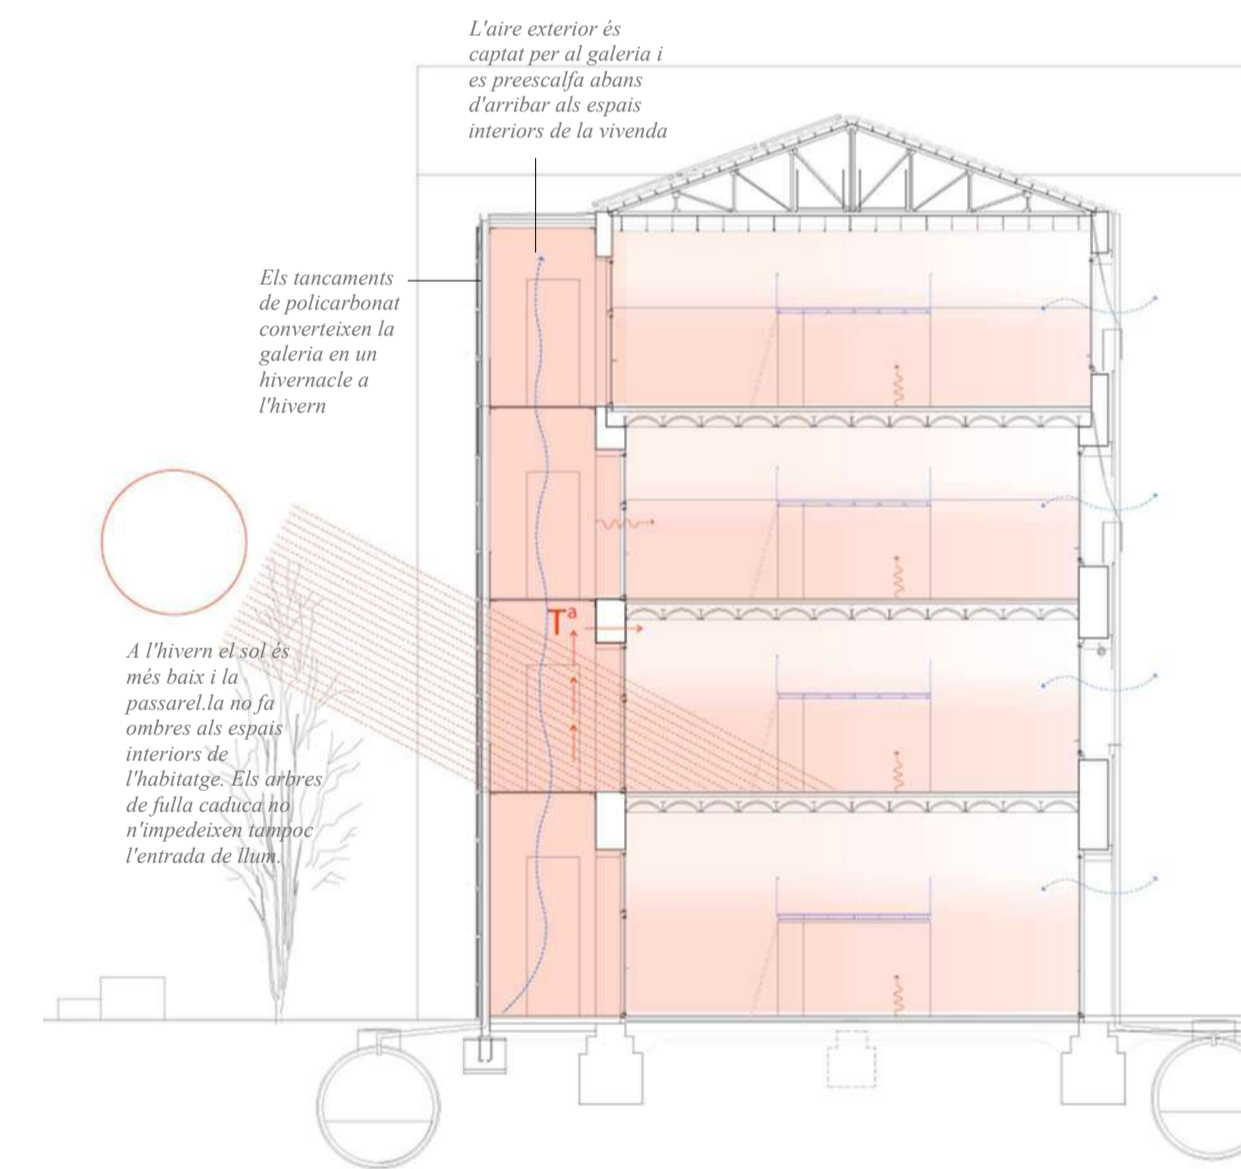 L'aire exterior és
captat per al galeria i
es preescalfa abans
d'arribar als espais
interiors de la vivenda
Els tancaments
de policarbonat
converteixen la
galeria en un
hivernacle a
l'hivern
Tª
A l'hivern el sol és
més baix i la
passarel.la no fa
ombres als espais
interiors de
l'habitatge. Els arbres
de fulla caduca no
n'impedeixen tampoc
l'entrada de llum.